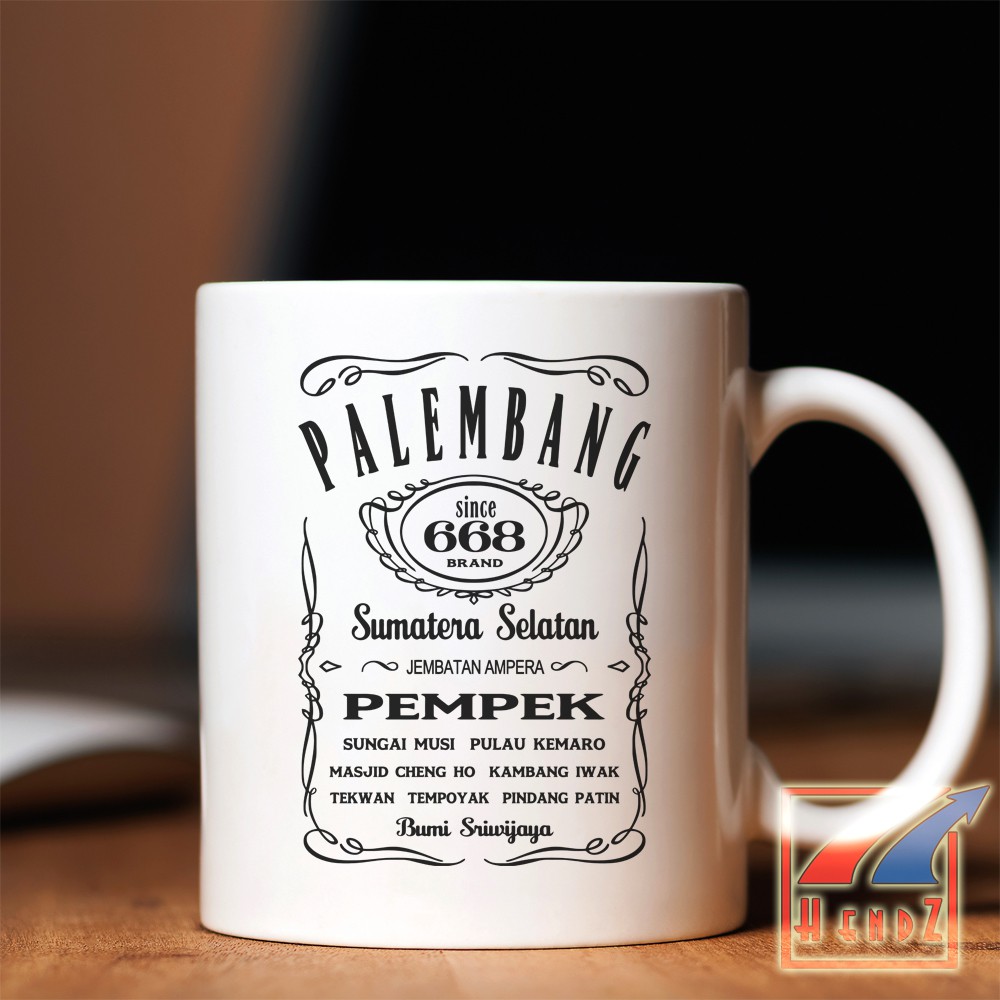 PALEMBANG
since
668
BRAND
Sumatera Selatan
JEMBATAN AMPERA
PEMPEK
SUNGAI MUSI PULAU KEMARO
MASJID CHENG HO KAMBANG IWAK
TEKWAN TEMPOYAK PINDANG PATIN
Bumi Sriwijaya
HENDZ